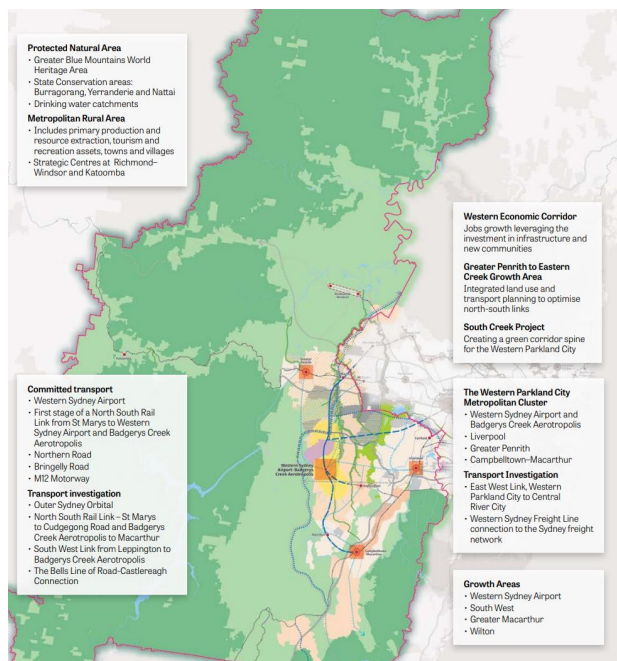 Protected Natural Area
· Greater Blue Mountains World
Heritage Area
· State Conservation areas:
Burragorang, Yerranderie and Nattai
· Drinking water catchments
Metropolitan Rural Area
· Includes primary production and
resource extraction, tourism and
recreation assets, towns and villages
· Strategic Centres at Richmond–
Windsor and Katoomba
Western Economic Corridor
Jobs growth leveraging the
investment in infrastructure and
new communities
Greater Penrith to Eastern
Creek Growth Area
Integrated land use and
transport planning to optimise
north-south links
South Creek Project
Creating a green corridor spine
for the Western Parkland City
Committed transport
· Western Sydney Airport
· First stage of a North South Rail
Link from St Marys to Western
Sydney Airport and Badgerys Creek
Aerotropolis
· Northern Road
· Bringelly Road
· M12 Motorway
Transport investigation
· Outer Sydney Orbital
· North South Rail Link – St Marys
to Cudgegong Road and Badgerys
Creek Aerotropolis to Macarthur
· South West Link from Leppington to
Badgerys Creek Aerotropolis
· The Bells Line of Road-Castlereagh
Connection
Western Sydney
Airport-Badgerys
Creek Aerotropolis
The Western Parkland City
Metropolitan Cluster
· Western Sydney Airport and
Badgerys Creek Aerotropolis
· Liverpool
· Greater Penrith
· Campbelltown–Macarthur
Transport Investigation
· East West Link, Western
Parkland City to Central
River City
· Western Sydney Freight Line
connection to the Sydney freight
network
Growth Areas
· Western Sydney Airport
· South West
· Greater Macarthur
· Wilton